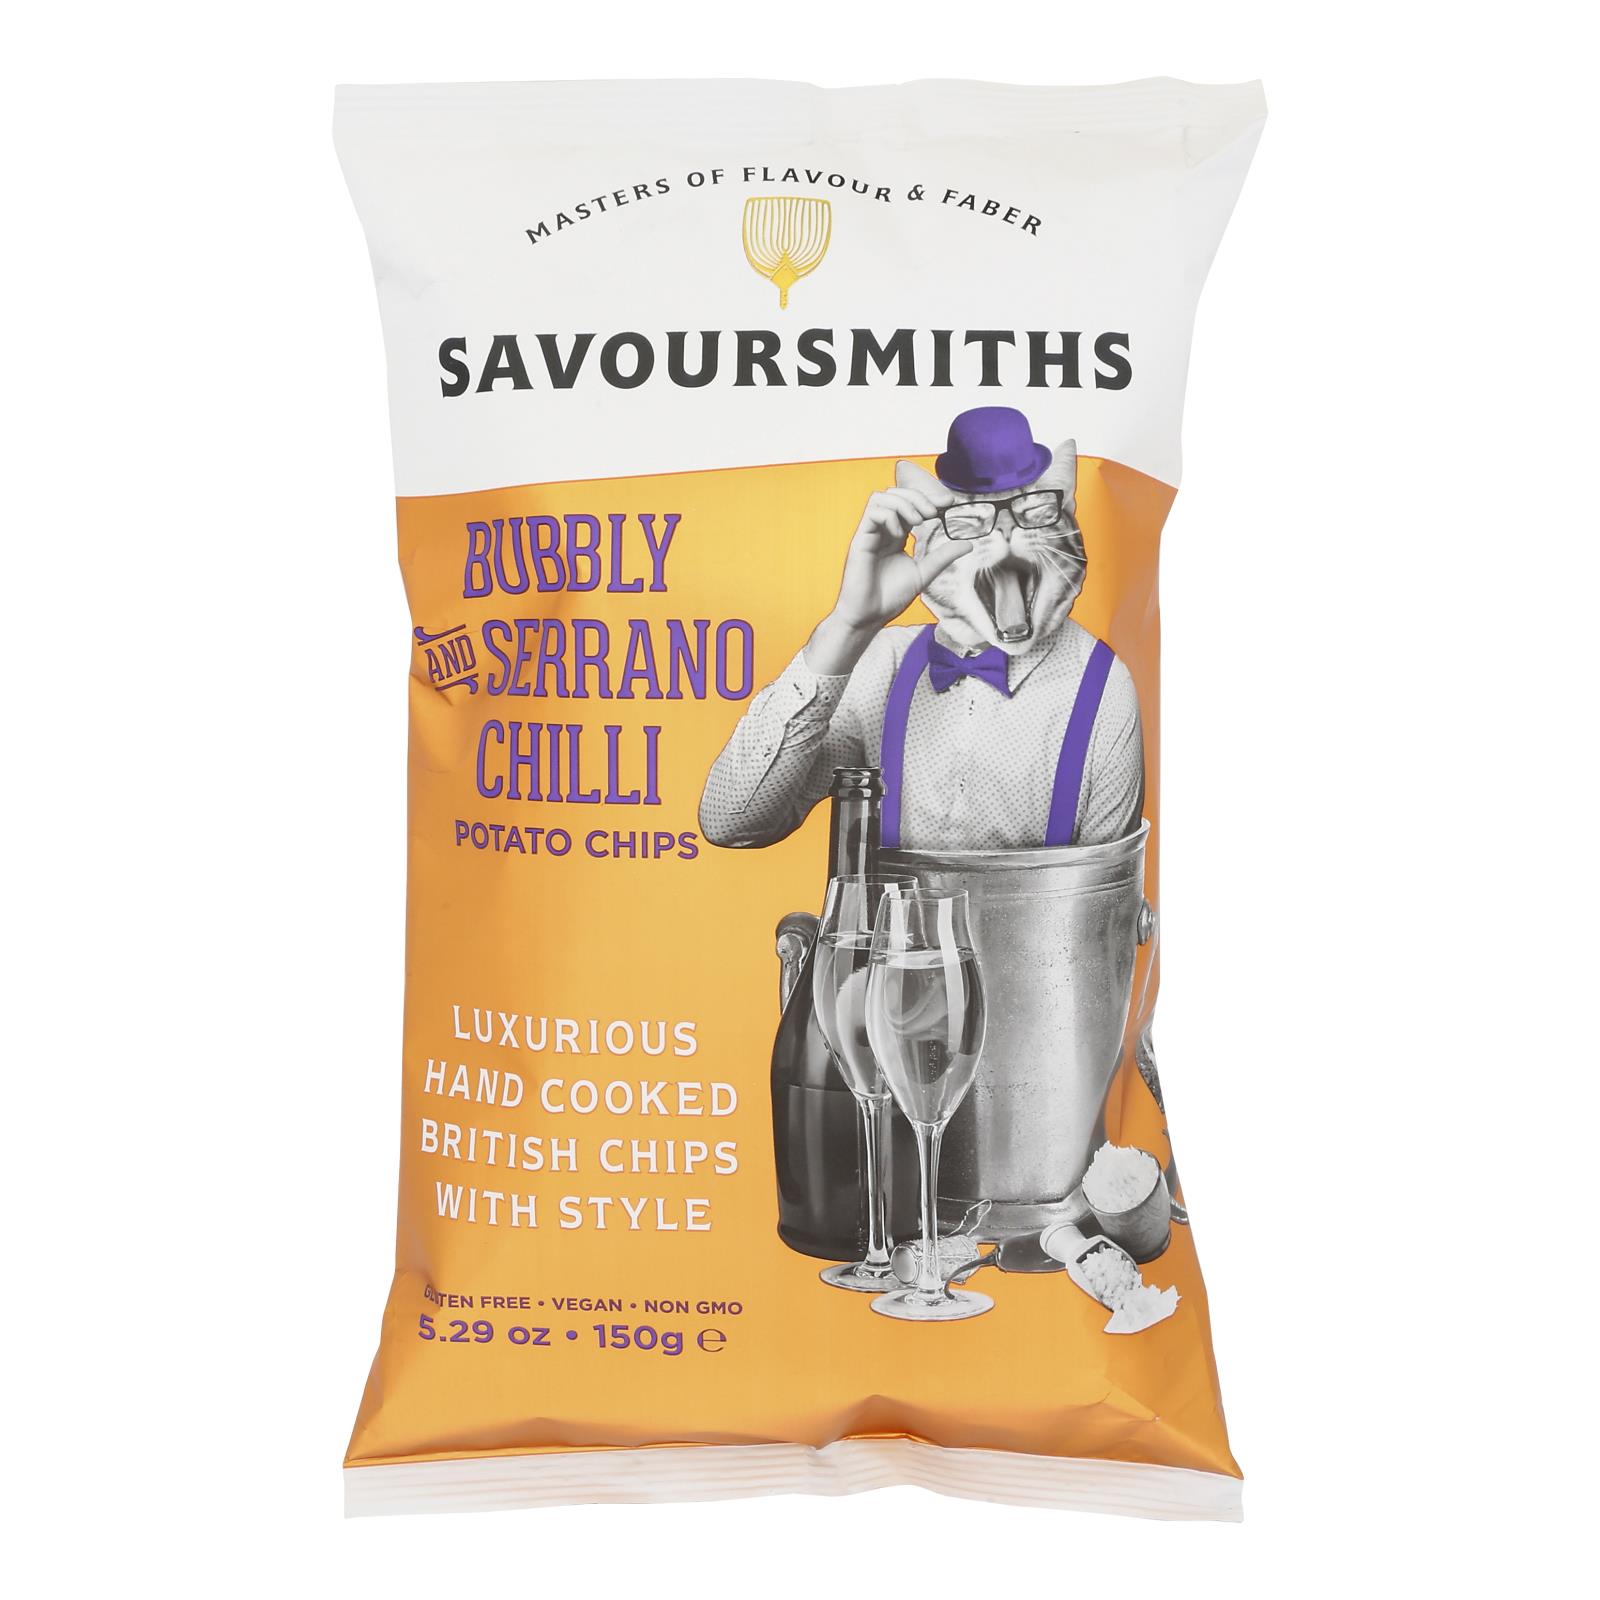 MASTERS OF FLAVOUR & FABER
SAVOURSMITHS
BUBBLY
AND SERRANO
CHILLI
POTATO CHIPS
LUXURIOUS
HAND COOKED
BRITISH CHIPS
WITH STYLE
GLUTEN FREE • VEGAN • NON GMO
5.29 oz • 150g ℮